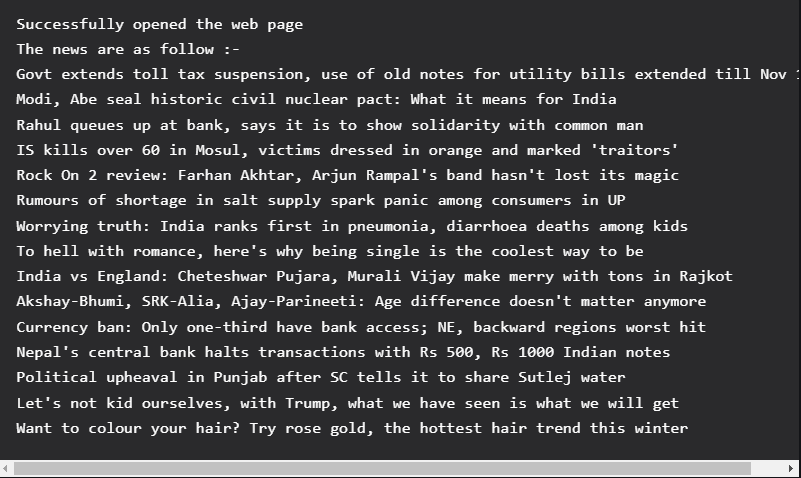 Successfully opened the web page
The news are as follow :-
Govt extends toll tax suspension, use of old notes for utility bills extended till Nov
Modi, Abe seal historic civil nuclear pact: What it means for India
Rahul queues up at bank, says it is to show solidarity with common man
IS kills over 60 in Mosul, victims dressed in orange and marked 'traitors'
Rock On 2 review: Farhan Akhtar, Arjun Rampal's band hasn't lost its magic
Rumours of shortage in salt supply spark panic among consumers in UP
Worrying truth: India ranks first in pneumonia, diarrhoea deaths among kids
To hell with romance, here's why being single is the coolest way to be
India vs England: Cheteshwar Pujara, Murali Vijay make merry with tons in Rajkot
Akshay-Bhumi, SRK-Alia, Ajay-Parineeti: Age difference doesn't matter anymore
Currency ban: Only one-third have bank access; NE, backward regions worst hit
Nepal's central bank halts transactions with Rs 500, Rs 1000 Indian notes
Political upheaval in Punjab after SC tells it to share Sutlej water
Let's not kid ourselves, with Trump, what we have seen is what we will get
Want to colour your hair? Try rose gold, the hottest hair trend this winter